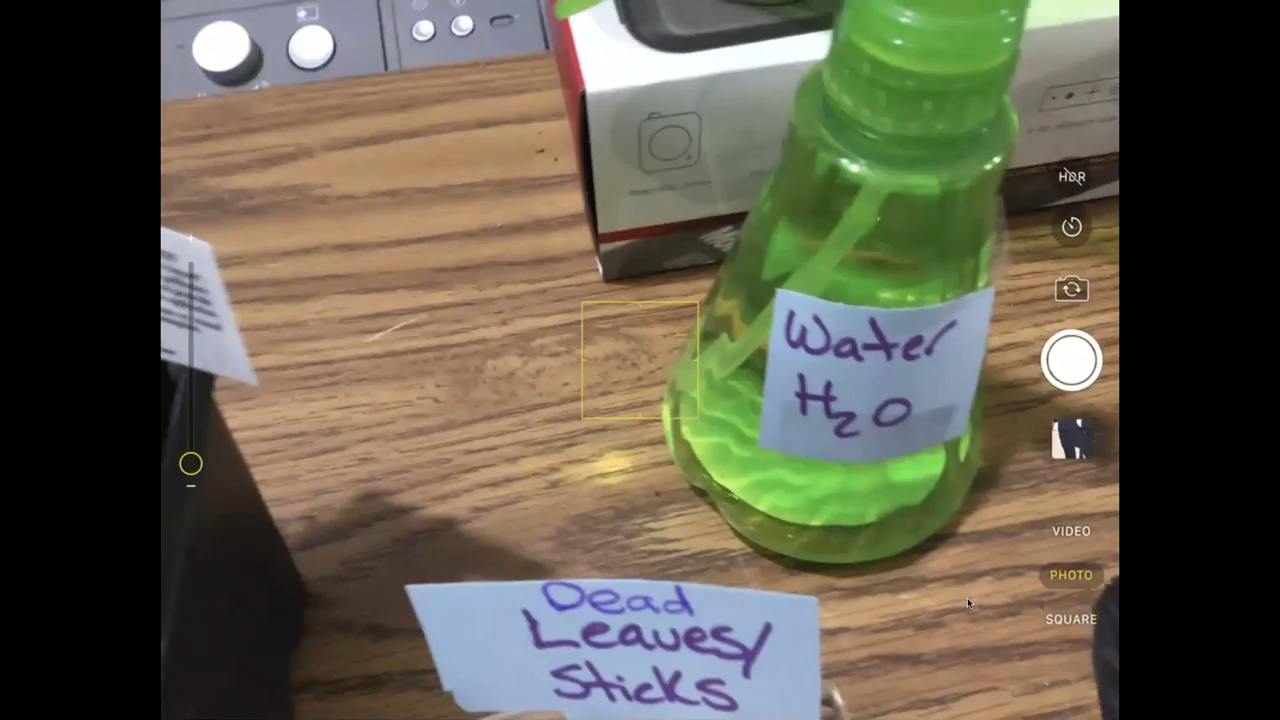 HDR
Water
H2O
VIDEO
PHOTO
Dead
Leaves/
Sticks
SQUARE